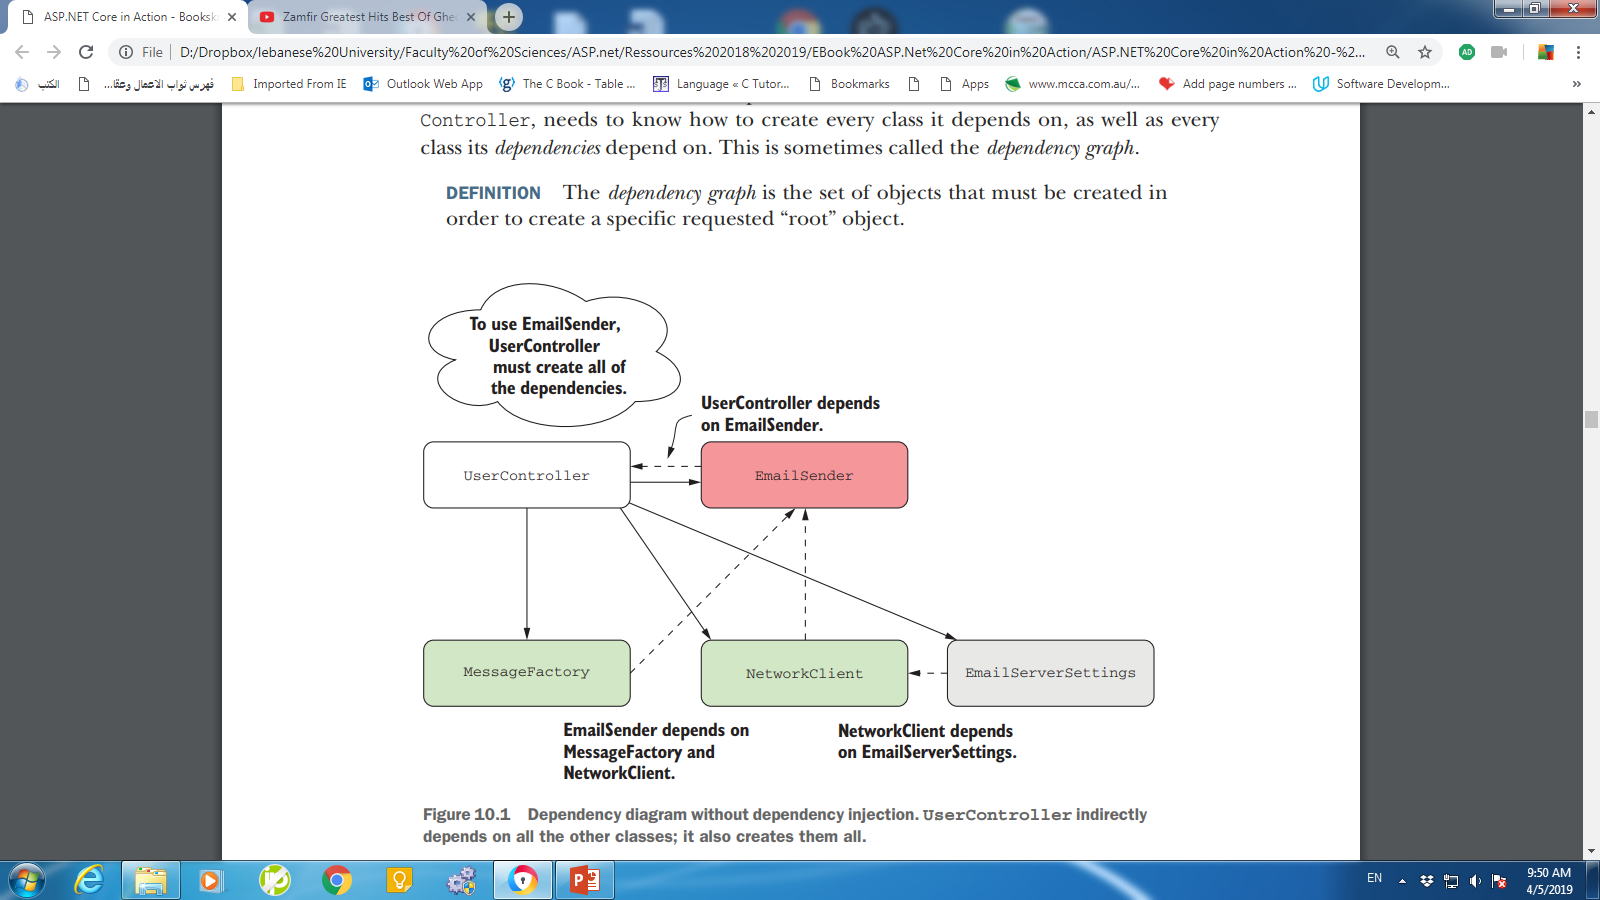 ASP.NET Core in Action - Booksk
Zamfir Greatest Hits Best Of Ghe
File | D:/Dropbox/lebanese%20University/Faculty%20of%20Sciences/ASP.net/Ressources%202018%202019/EBook%20ASP.Net%20Core%20in%20Action/ASP.NET%20Core%20in%20Action%20-%2...
AD
الكتب
فهرس ثواب الاعمال وعقا...
Imported From IE
Outlook Web App
The C Book - Table ...
Language « C Tutor...
Bookmarks
Apps
www.mcca.com.au/...
Add page numbers ...
Software Developm...
»
Controller, needs to know how to create every class it depends on, as well as every
class its dependencies depend on. This is sometimes called the dependency graph.
DEFINITION The dependency graph is the set of objects that must be created in
order to create a specific requested “root” object.
To use EmailSender,
UserController
must create all of
the dependencies.
UserController depends
on EmailSender.
UserController
EmailSender
MessageFactory
NetworkClient
EmailServerSettings
EmailSender depends on
MessageFactory and
NetworkClient.
NetworkClient depends
on EmailServerSettings.
Figure 10.1 Dependency diagram without dependency injection. UserController indirectly
depends on all the other classes; it also creates them all.
EN
9:50 AM
4/5/2019